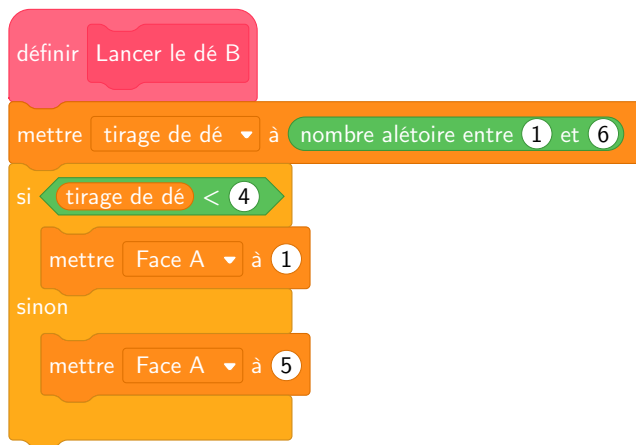 définir Lancer le dé B
mettre tirage de dé à nombre alétoire entre 1 et 6
si tirage de dé < 4
mettre Face A à 1
sinon
mettre Face A à 5